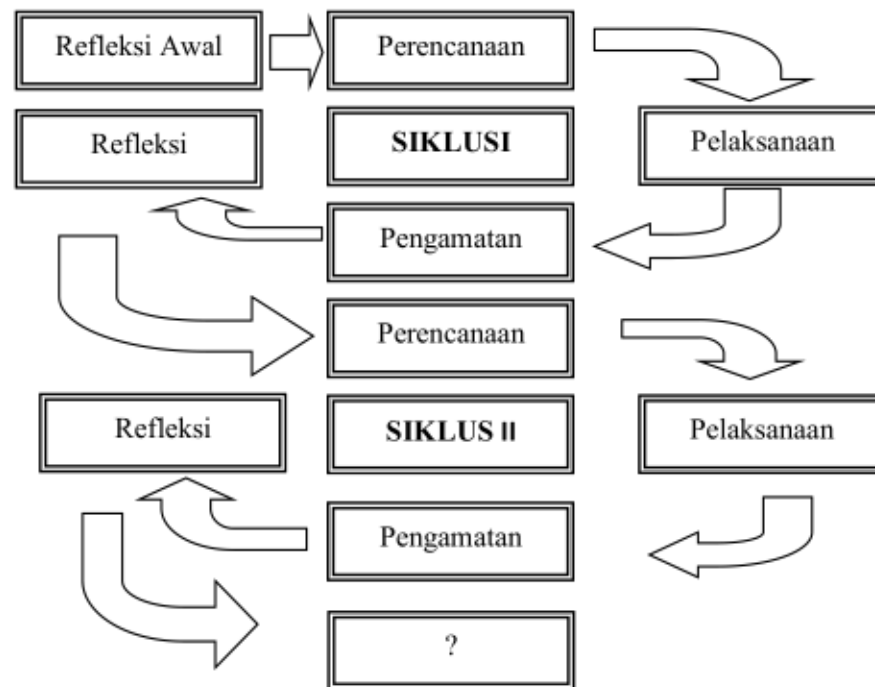 Refleksi Awal
Perencanaan
Refleksi
SIKLUSI
Pelaksanaan
Pengamatan
Perencanaan
Refleksi
SIKLUS II
Pelaksanaan
Pengamatan
?